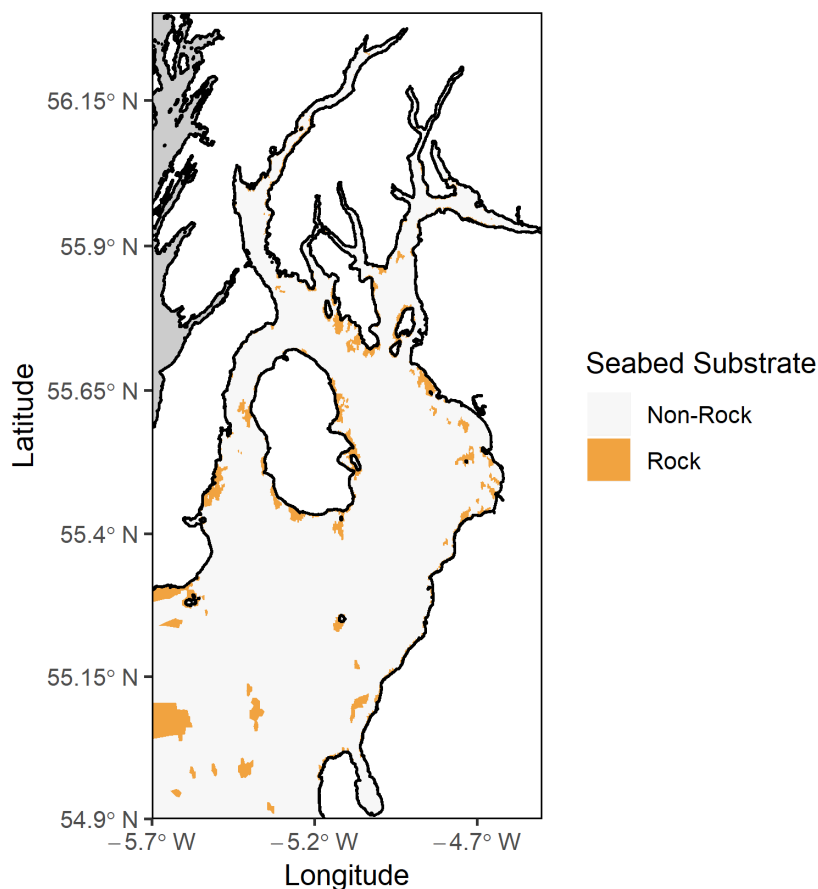 56.15° N
55.9° N
55.65° N
55.4° N
55.15° N
54.9° N
Latitude
−5.7° W
−5.2° W
−4.7° W
Longitude
Seabed Substrate
Non-Rock
Rock